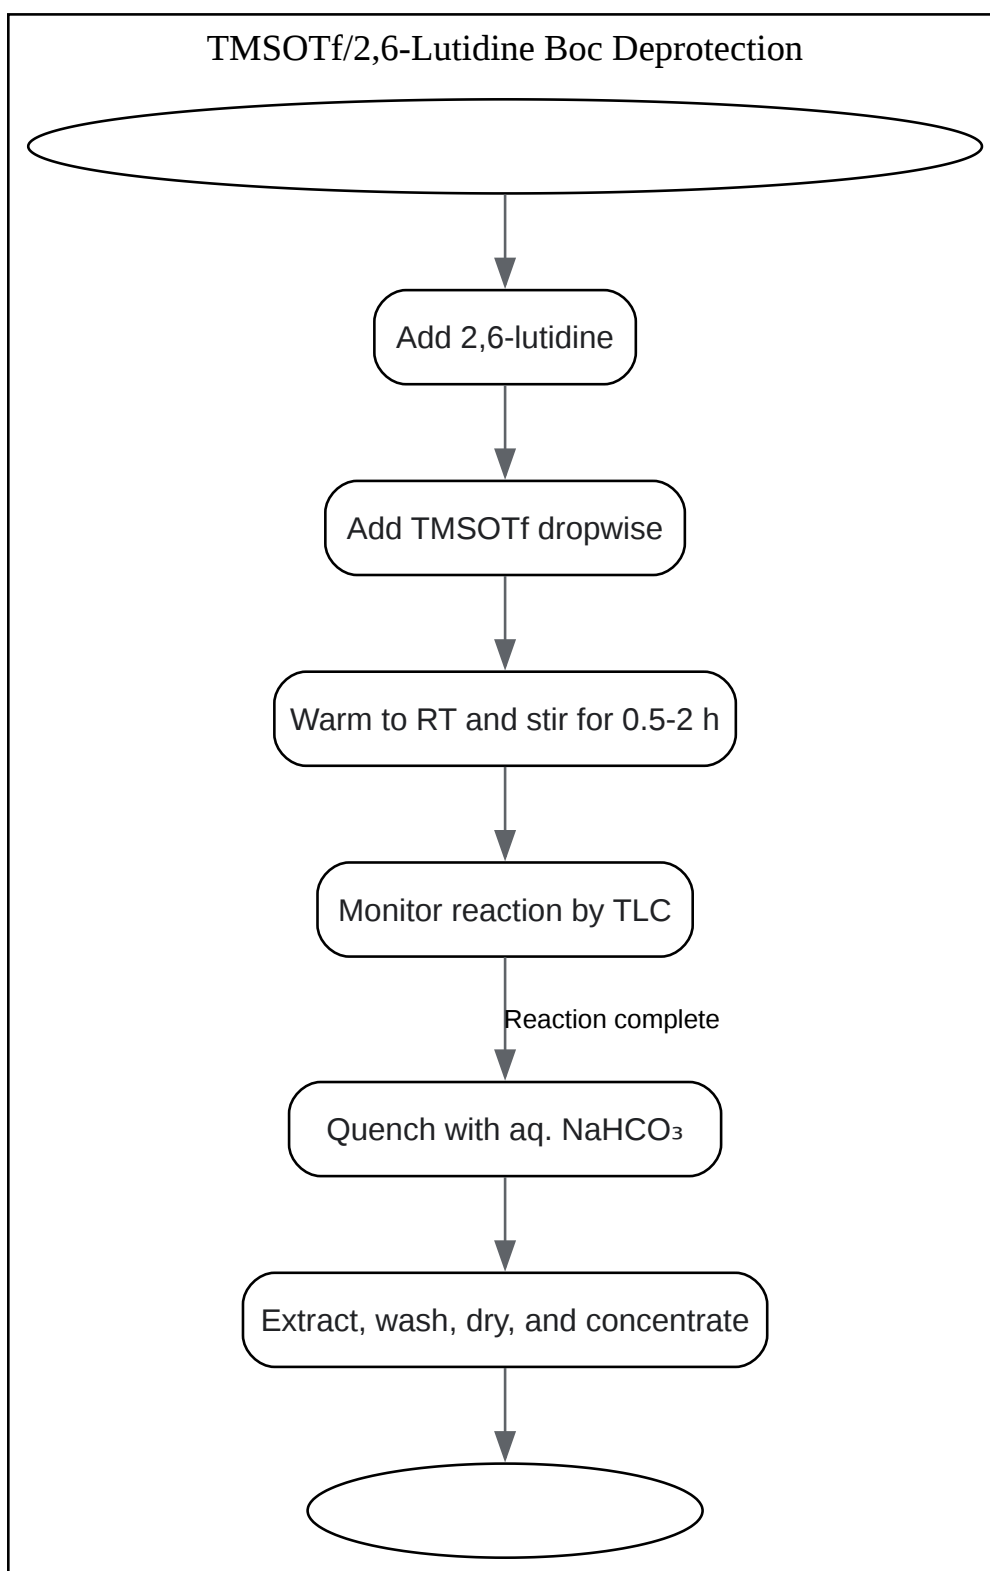 TMSOTf/2,6-Lutidine Boc Deprotection
Add 2,6-lutidine
Add TMSOTf dropwise
Warm to RT and stir for 0.5-2 h
Monitor reaction by TLC
Reaction complete
Quench with aq. NaHCO₃
Extract, wash, dry, and concentrate